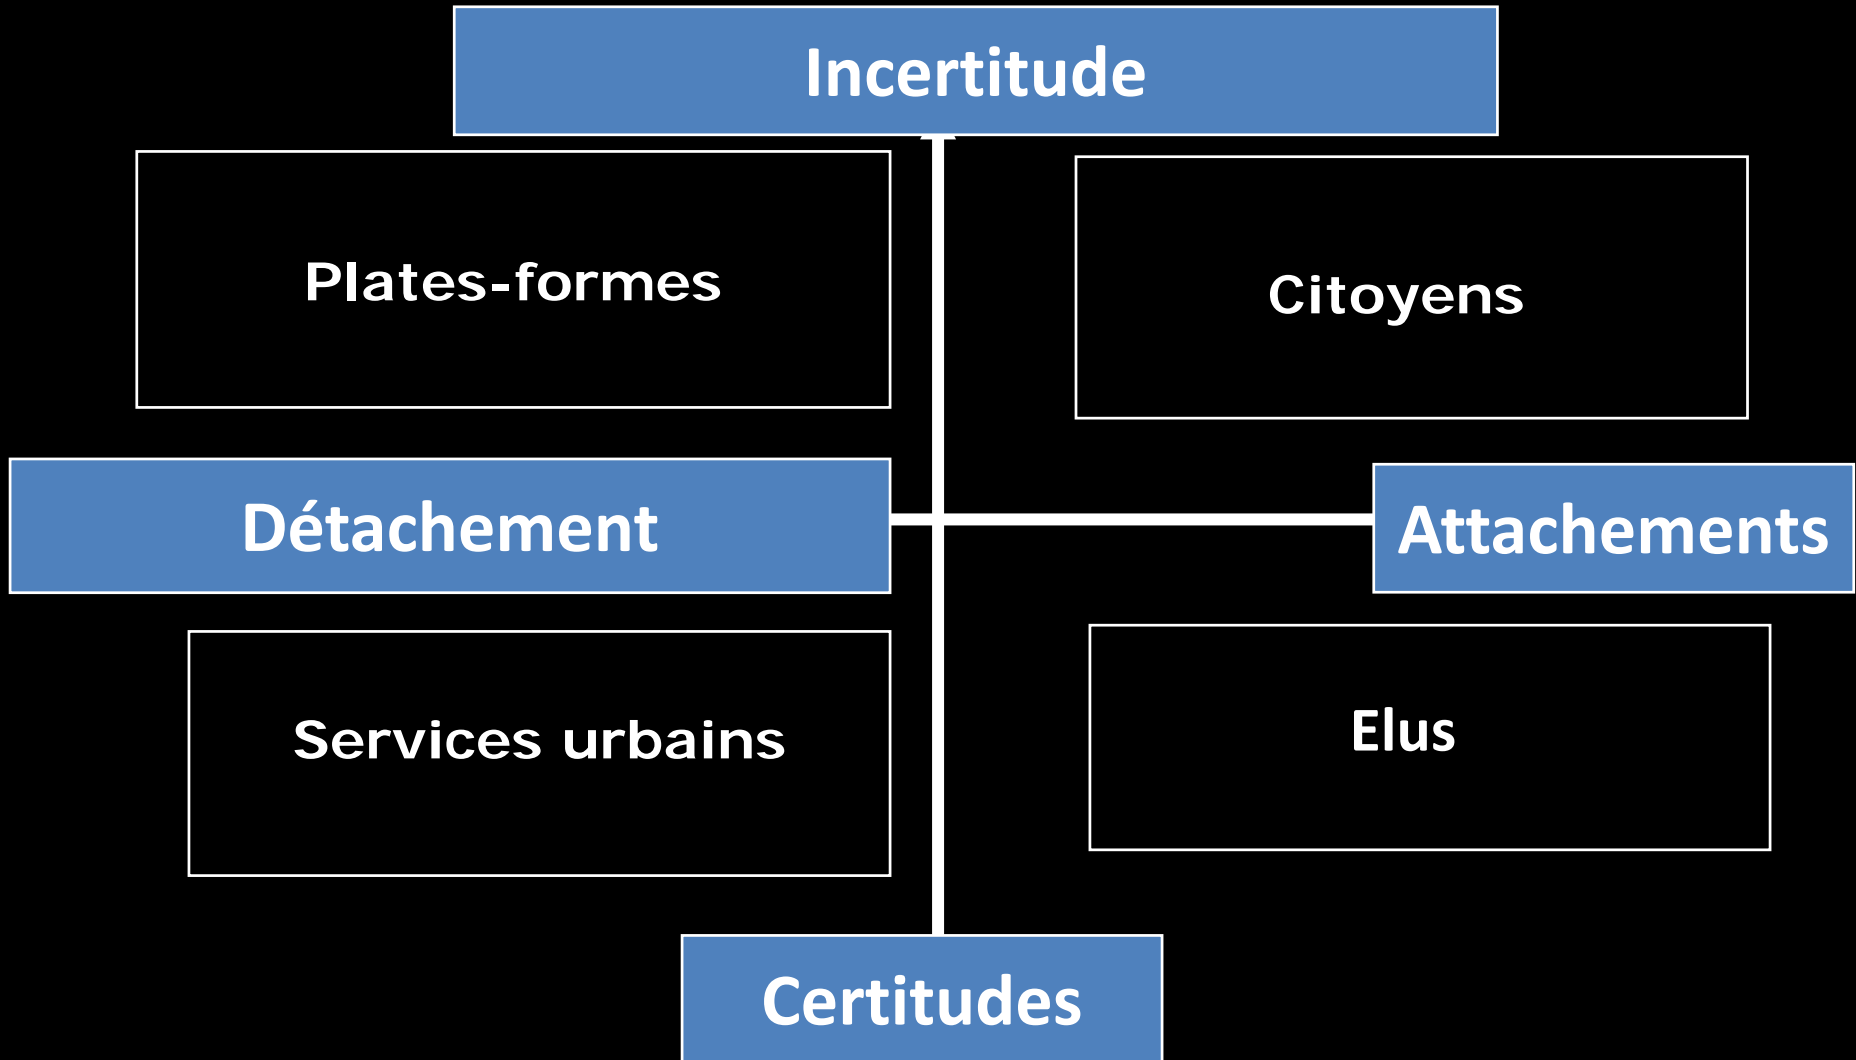 Incertitude
Plates-formes
Citoyens
Détachement
Attachements
Services urbains
Elus
Certitudes